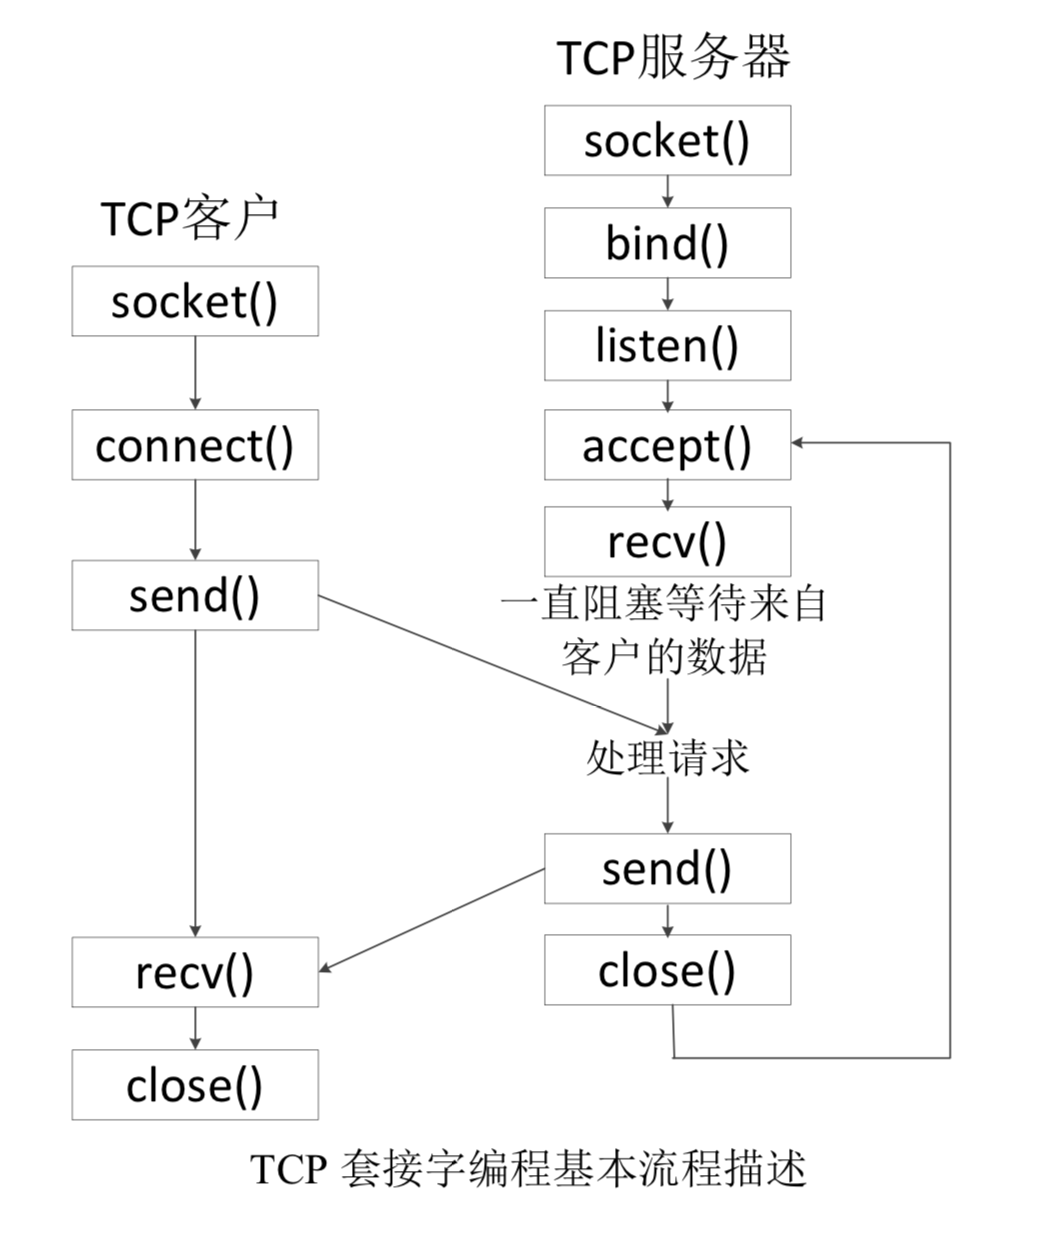 TCP服务器
socket()
bind()
listen()
accept()
recv()
一直阻塞等待来自
客户的数据
处理请求
send()
close()
TCP客户
socket()
connect()
send()
recv()
close()
TCP 套接字编程基本流程描述